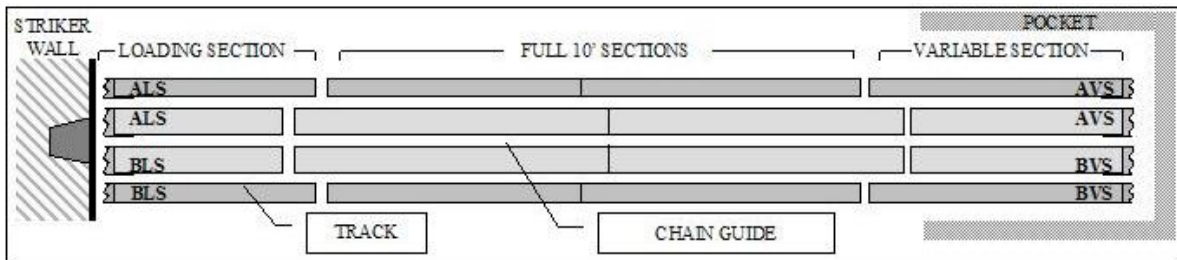 STRIKER WALL
LOADING SECTION
FULL 10' SECTIONS
VARIABLE SECTION
POCKET
ALS
AVS
ALS
AVS
BLS
BVS
BLS
BVS
TRACK
CHAIN GUIDE